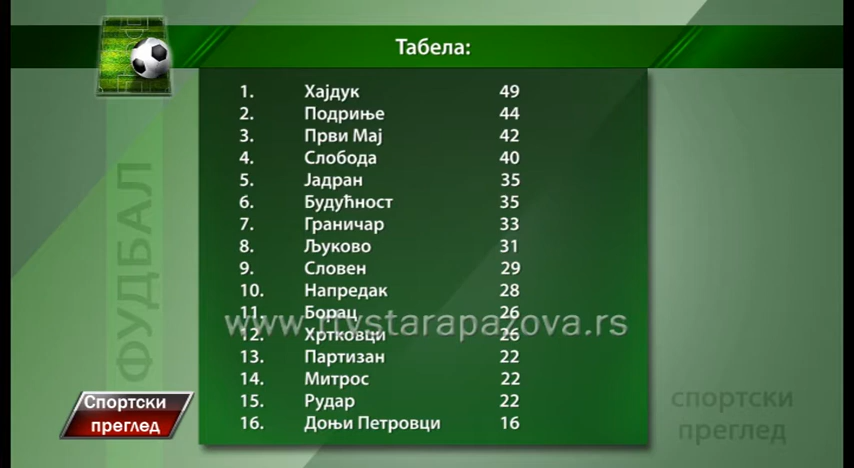 Табела:
1. Хајдук 49
2. Подриње 44
3. Први Мај 42
4. Слобода 40
5. Јадран 35
6. Будућност 35
7. Граничар 33
8. Љуково 31
9. Словен 29
10. Напредак 28
11. Борац 26
www.rtvstarapazova.rs
12. Хртковци 26
13. Партизан 22
14. Митрос 22
15. Рудар 22
16. Доњи Петровци 16
ФУДБАЛ
Спортски
преглед
спортски
преглед